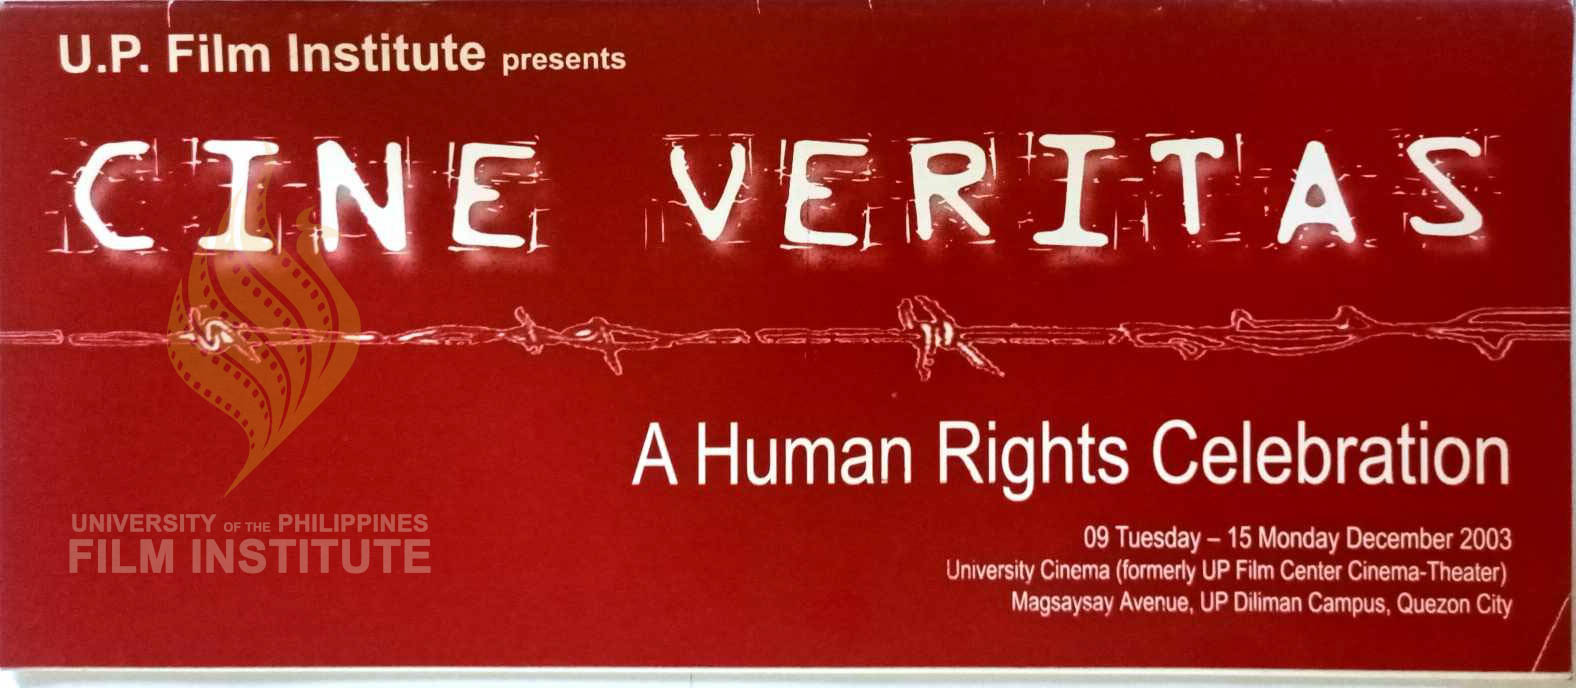 U.P. Film Institute presents
CINE VERITAS
A Human Rights Celebration
09 Tuesday – 15 Monday December 2003
University Cinema (formerly UP Film Center Cinema-Theater)
Magsaysay Avenue, UP Diliman Campus, Quezon City
UNIVERSITY OF THE PHILIPPINES
FILM INSTITUTE